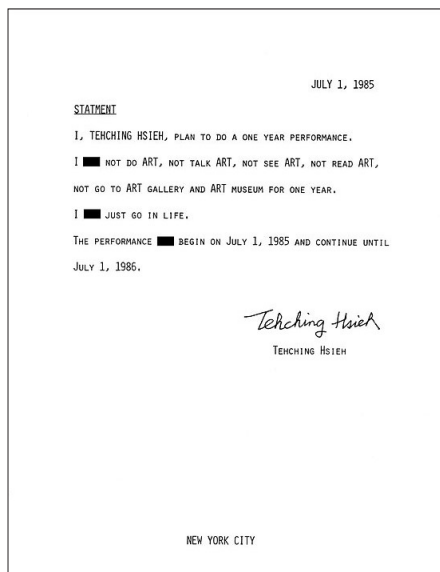 JULY 1, 1985
STATMENT
I, TEHCHING HSIEH, PLAN TO DO A ONE YEAR PERFORMANCE.
I NOT DO ART, NOT TALK ART, NOT SEE ART, NOT READ ART,
NOT GO TO ART GALLERY AND ART MUSEUM FOR ONE YEAR.
I JUST GO IN LIFE.
THE PERFORMANCE BEGIN ON JULY 1, 1985 AND CONTINUE UNTIL
JULY 1, 1986.
Tehching Hsieh
TEHCHING HSIEH
NEW YORK CITY